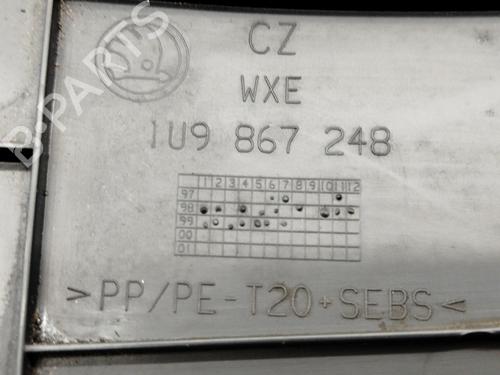 CZ
WXE
1U9 867 248
1 2 3 4 5 6 7 8 9 10 11 12
97
98
99
00
01
>PP/PE-T20+SEBS<
B-PARTS